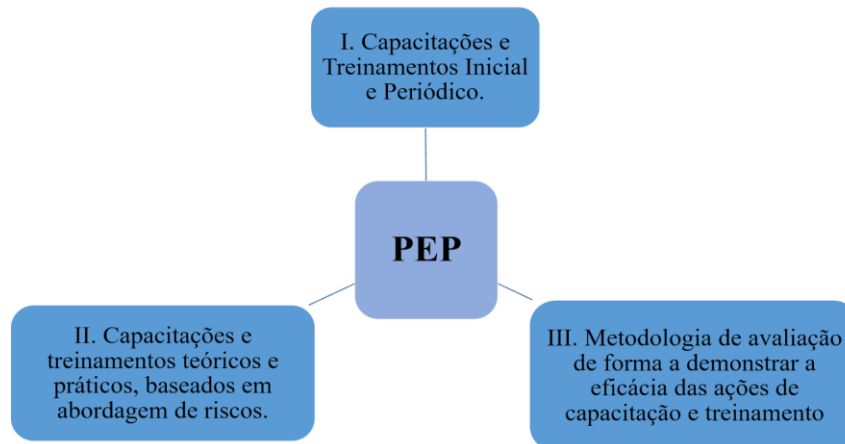 I. Capacitações e
Treinamentos Inicial
e Periódico.
PEP
II. Capacitações e
treinamentos teóricos e
práticos, baseados em
abordagem de riscos.
III. Metodologia de avaliação
de forma a demonstrar a
eficácia das ações de
capacitação e treinamento